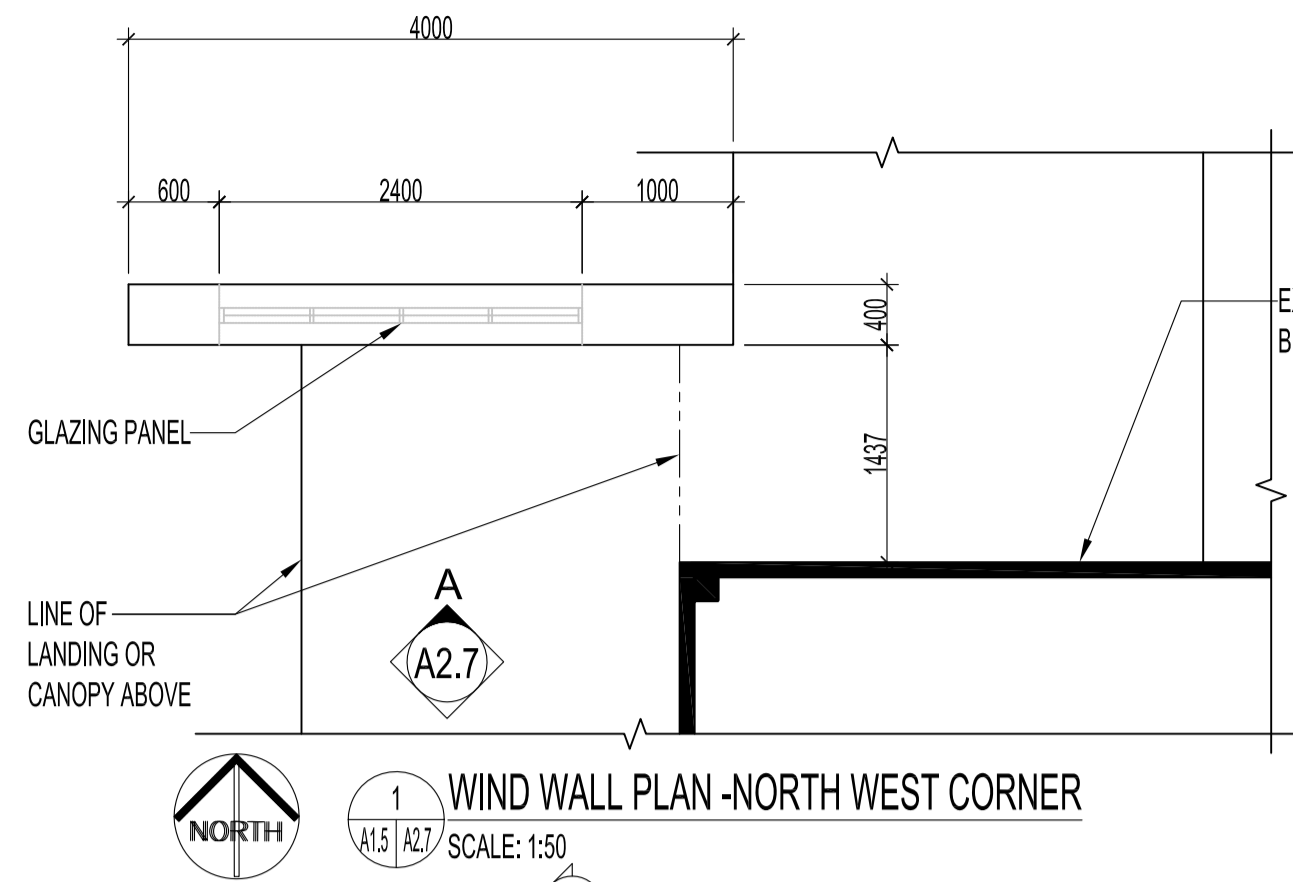 4000
600
2400
1000
400
GLAZING PANEL
1437
LINE OF
LANDING OR
CANOPY ABOVE
A
A2.7
NORTH
1
A1.5 A2.7
WIND WALL PLAN -NORTH WEST CORNER
SCALE: 1:50